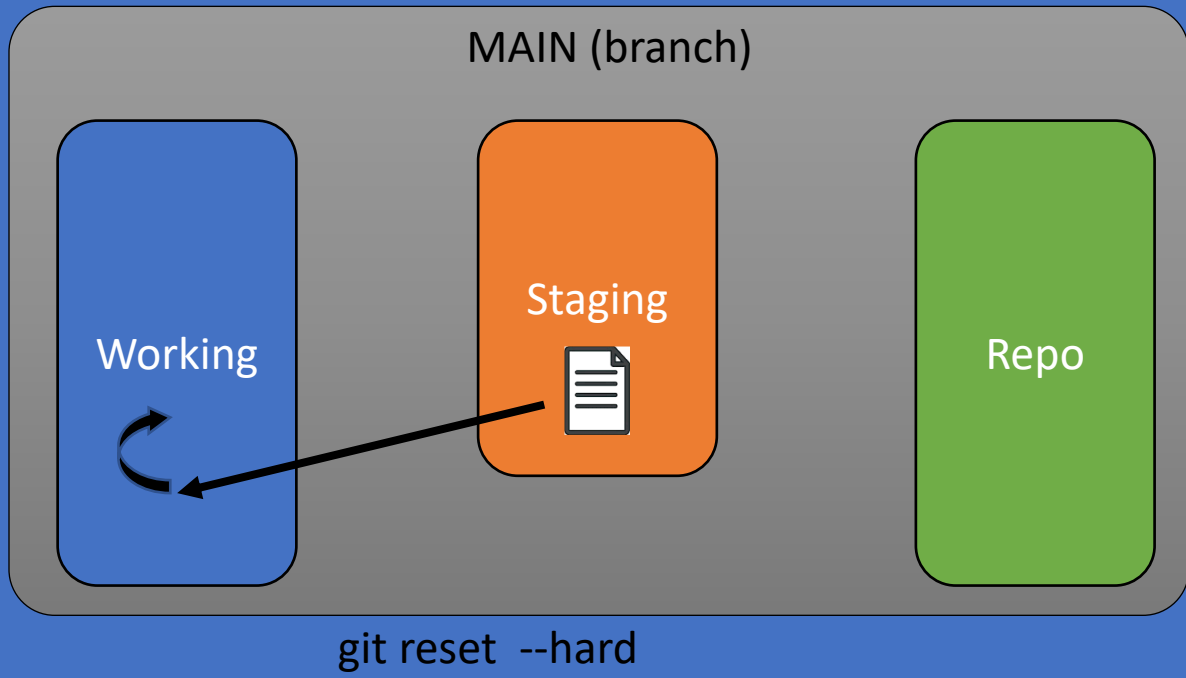 MAIN (branch)
Staging
Working
Repo
git reset --hard